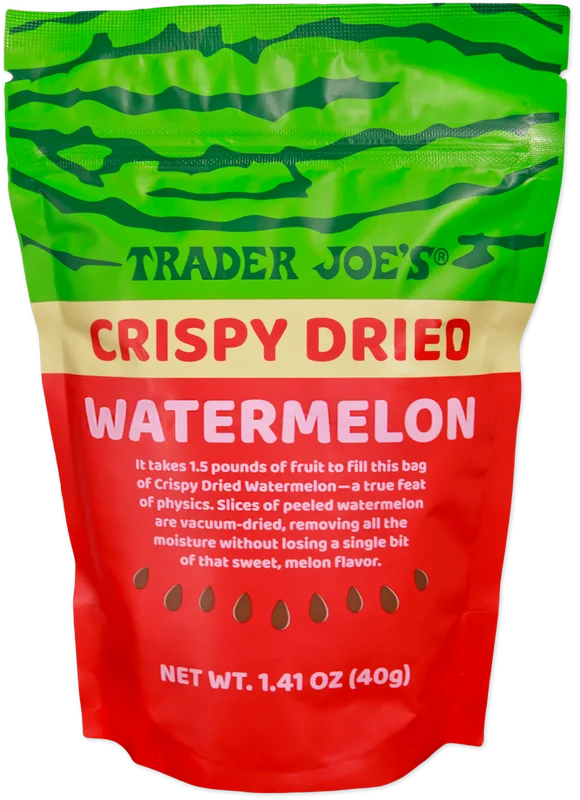 TRADER JOE'S®
CRISPY DRIED
WATERMELON
It takes 1.5 pounds of fruit to fill this bag
of Crispy Dried Watermelon—a true feat
of physics. Slices of peeled watermelon
are vacuum-dried, removing all the
moisture without losing a single bit
of that sweet, melon flavor.
NET WT. 1.41 OZ (40g)